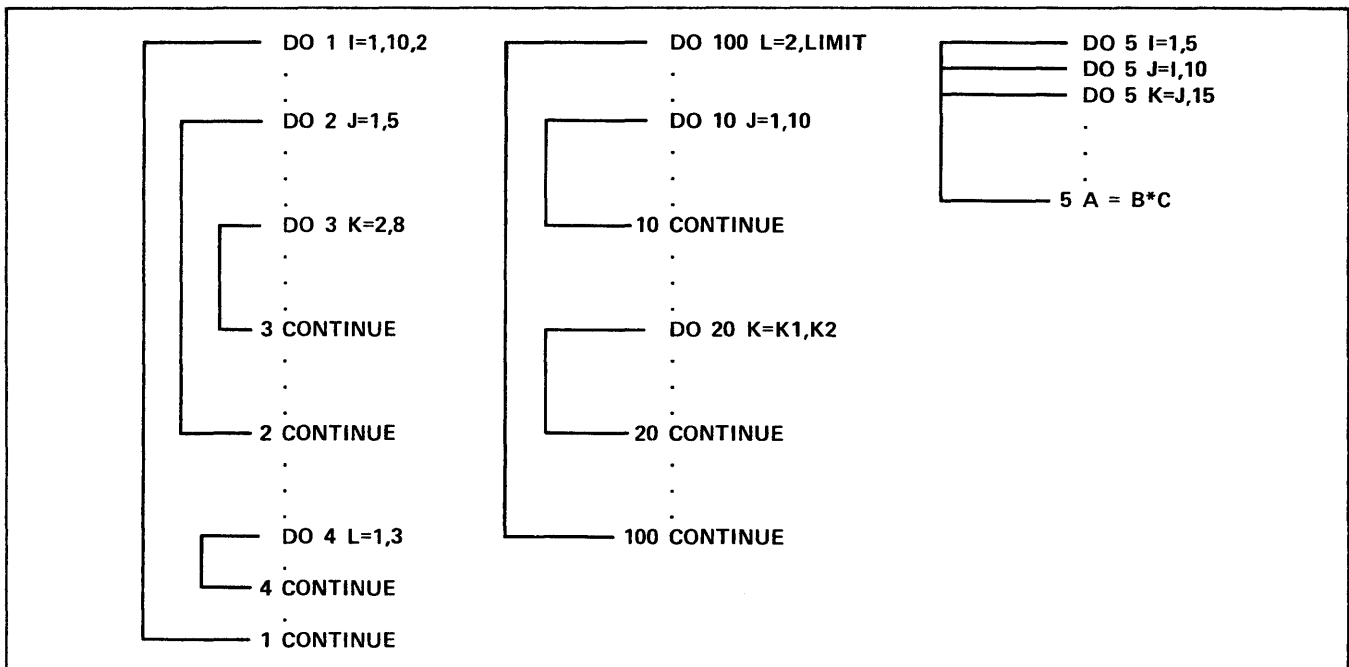 DO 1 I=1,10,2
.
.
DO 2 J=1,5
.
.
.
DO 3 K=2,8
.
.
.
3 CONTINUE
.
.
.
2 CONTINUE
.
.
.
DO 4 L=1,3
.
4 CONTINUE
.
1 CONTINUE
DO 100 L=2,LIMIT
.
.
DO 10 J=1,10
.
.
.
10 CONTINUE
.
.
.
DO 20 K=K1,K2
.
.
.
20 CONTINUE
.
.
.
100 CONTINUE
DO 5 I=1,5
DO 5 J=I,10
DO 5 K=J,15
.
.
.
5 A = B*C